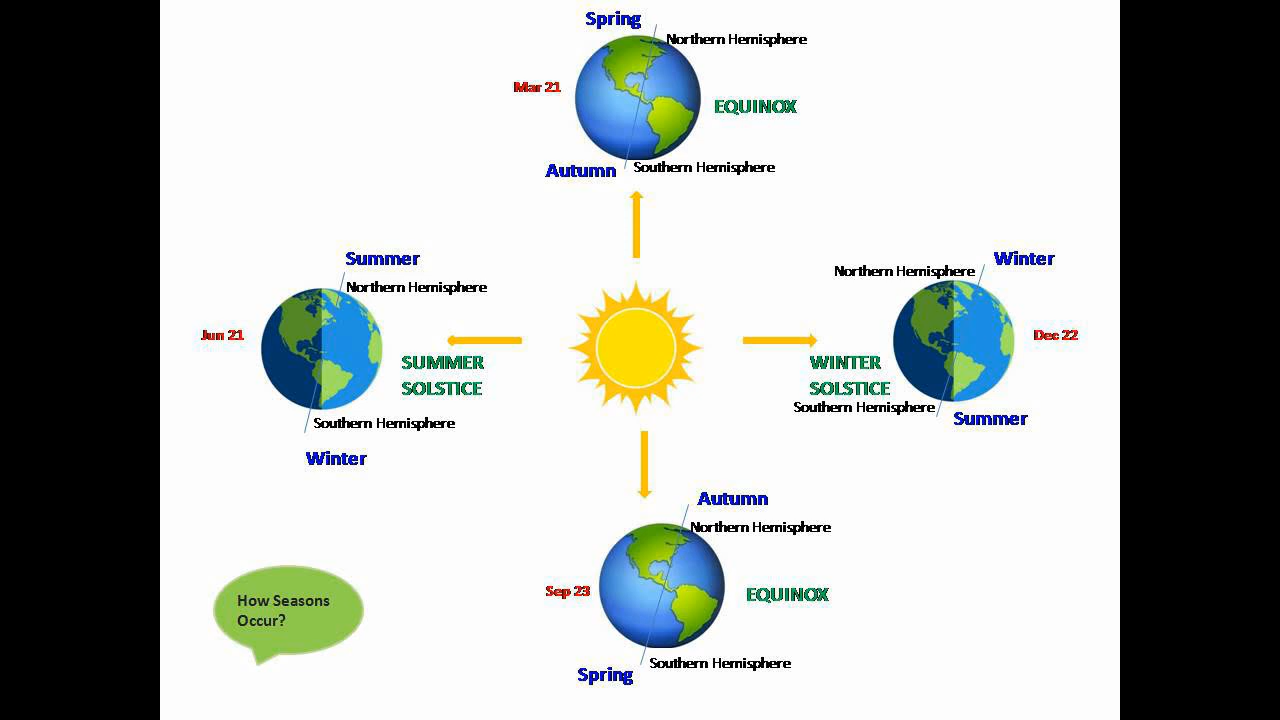 Spring
Northern Hemisphere
Mar 21
EQUINOX
Autumn
Southern Hemisphere
Summer
Northern Hemisphere
Jun 21
SUMMER
SOLSTICE
Southern Hemisphere
Winter
Winter
Northern Hemisphere
Dec 22
WINTER
SOLSTICE
Southern Hemisphere
Summer
Autumn
Northern Hemisphere
Sep 23
EQUINOX
Southern Hemisphere
Spring
How Seasons
Occur?